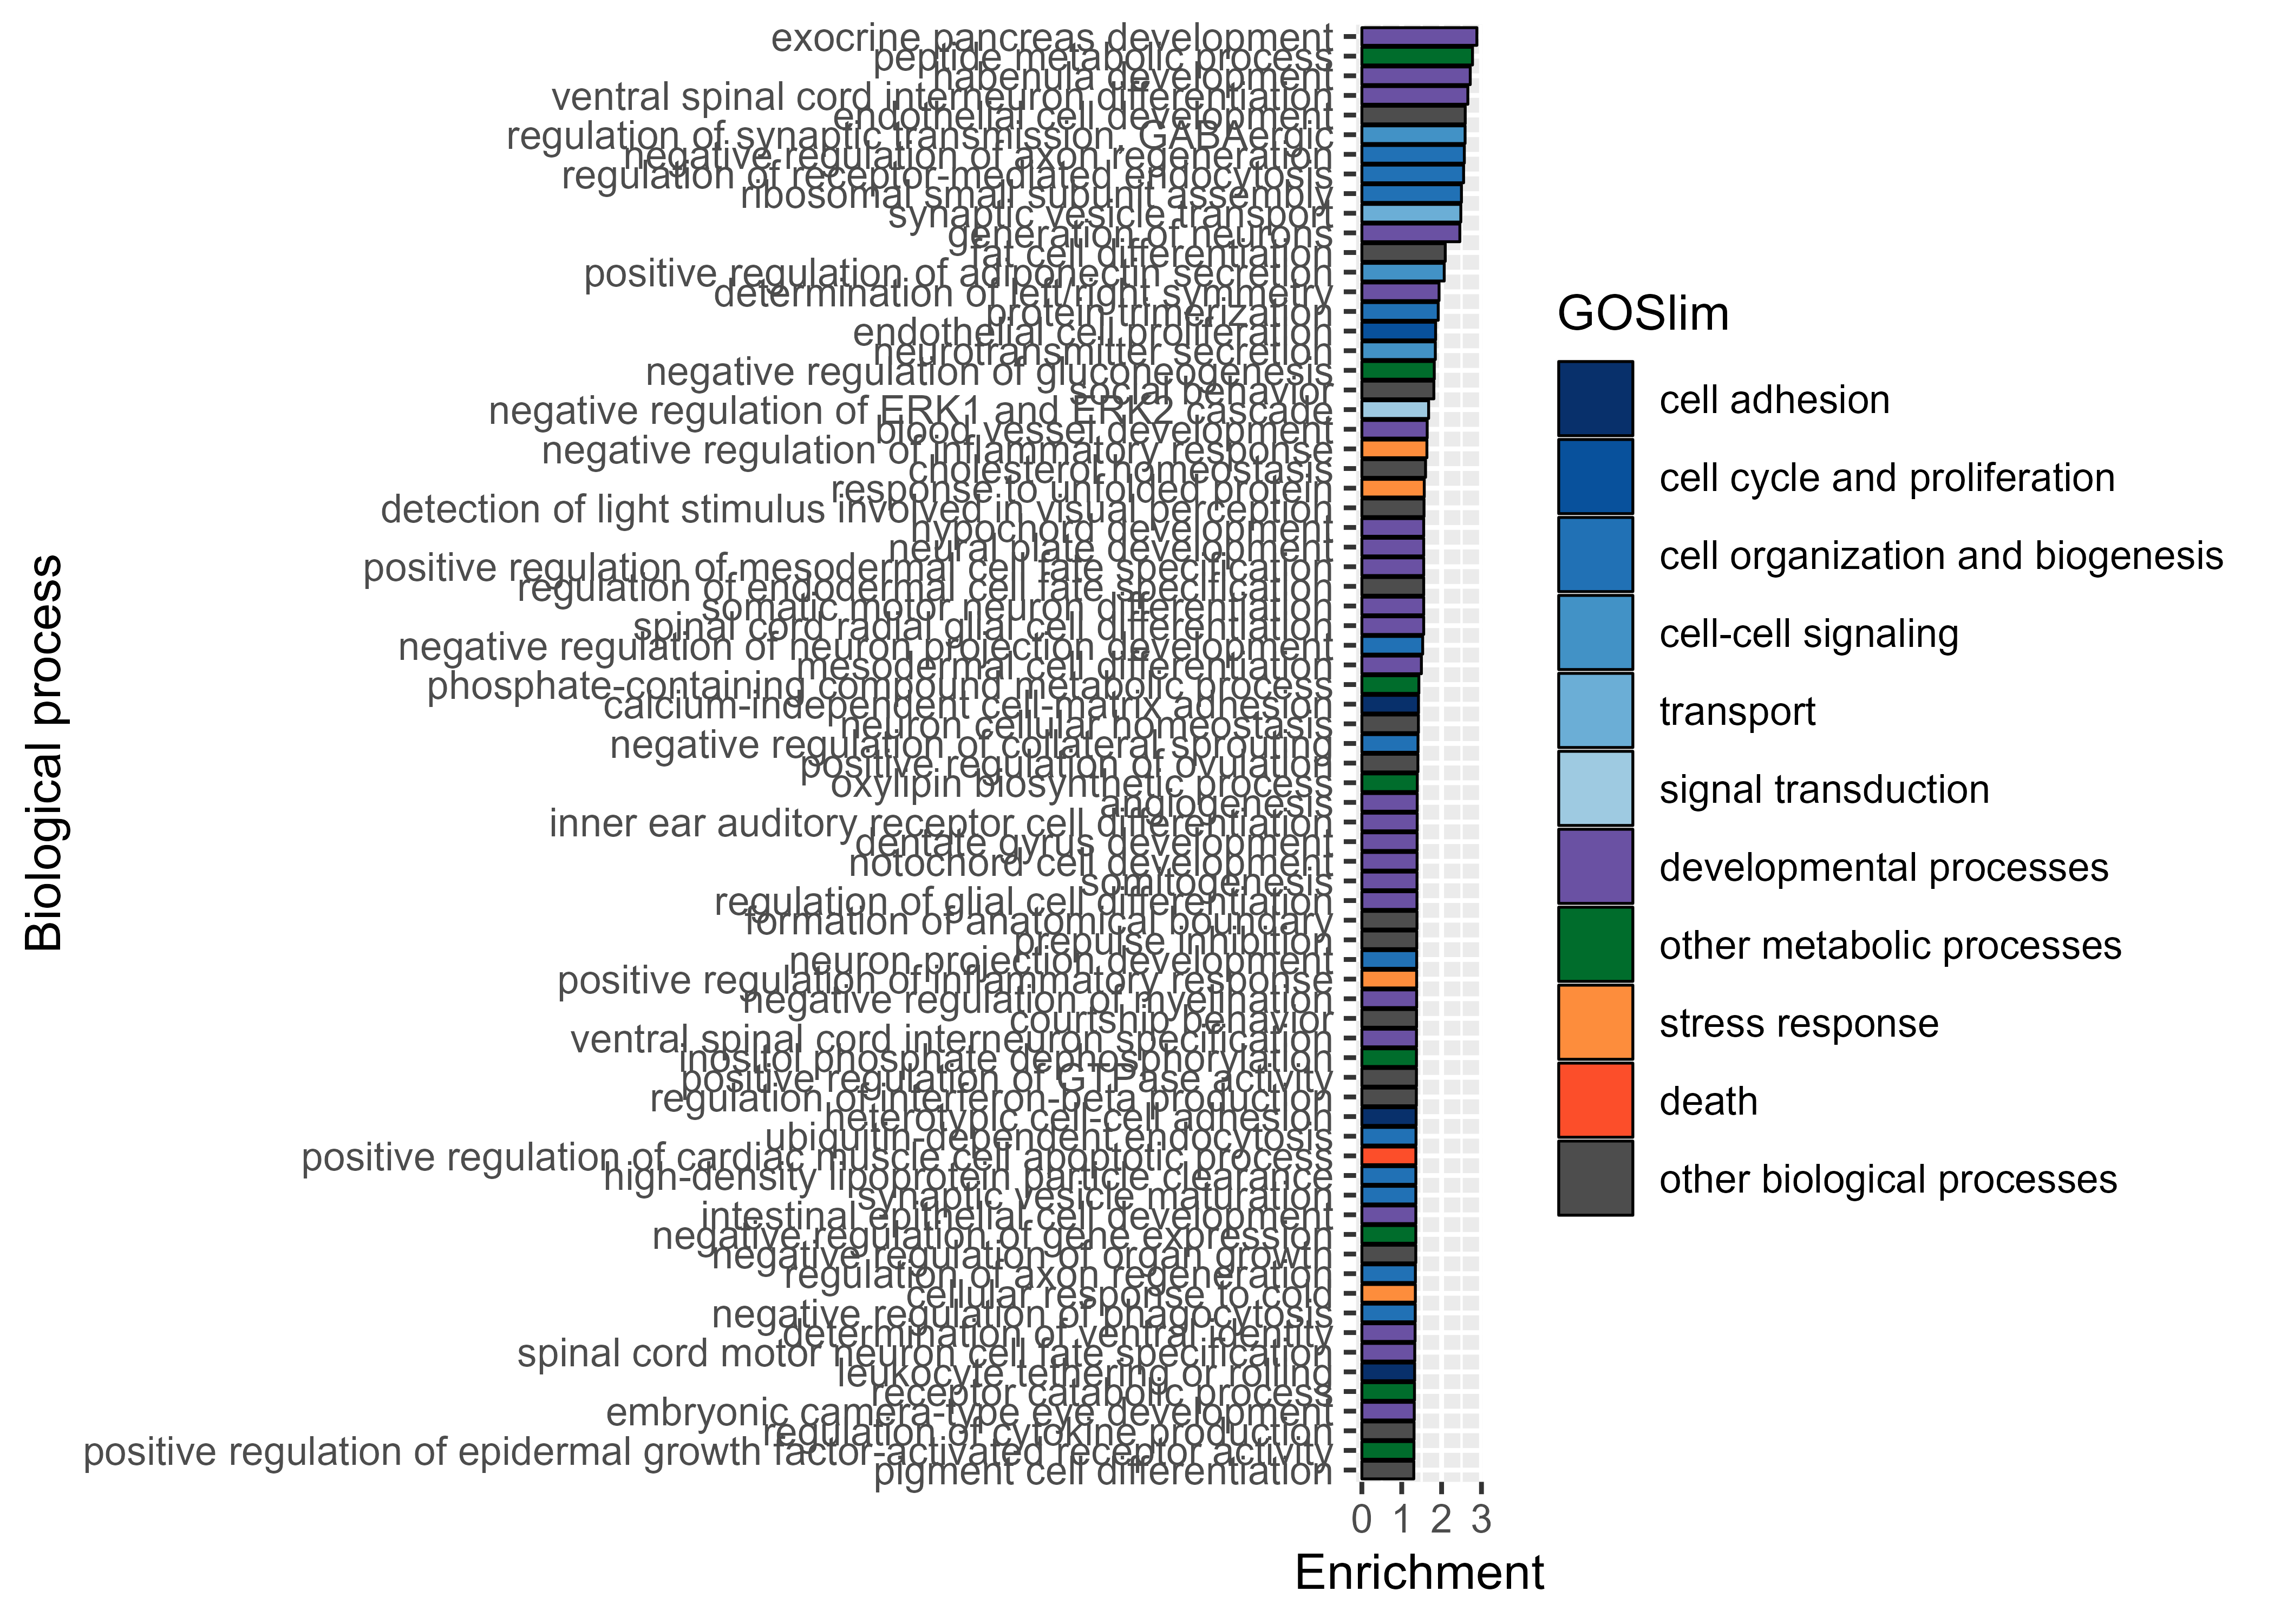 exocrine pancreas development
peptide metabolic process
habenula development
ventral spinal cord interneuron differentiation
endothelial cell development
regulation of synaptic transmission, GABAergic
negative regulation of axon regeneration
regulation of receptor-mediated endocytosis
ribosomal small subunit assembly
synaptic vesicle transport
generation of neurons
fat cell differentiation
positive regulation of adiponectin secretion
determination of left/right symmetry
protein trimerization
endothelial cell proliferation
neurotransmitter secretion
negative regulation of gluconeogenesis
social behavior
negative regulation of ERK1 and ERK2 cascade
blood vessel development
negative regulation of inflammatory response
cholesterol homeostasis
response to unfolded protein
detection of light stimulus involved in visual perception
hypochord development
neural plate development
positive regulation of mesodermal cell fate specification
regulation of endodermal cell fate specification
somatic motor neuron differentiation
spinal cord radial glial cell differentiation
negative regulation of neuron projection development
mesodermal cell differentiation
phosphate-containing compound metabolic process
calcium-independent cell-matrix adhesion
neuron cellular homeostasis
negative regulation of collateral sprouting
positive regulation of ovulation
oxylipin biosynthetic process
angiogenesis
inner ear auditory receptor cell differentiation
dentate gyrus development
notochord cell development
somitogenesis
regulation of glial cell differentiation
formation of anatomical boundary
prepulse inhibition
neuron projection development
positive regulation of inflammatory response
negative regulation of myelination
courtship behavior
ventral spinal cord interneuron specification
inositol phosphate dephosphorylation
positive regulation of GTPase activity
regulation of interferon-beta production
heterotypic cell-cell adhesion
ubiquitin-dependent endocytosis
positive regulation of cardiac muscle cell apoptotic process
high-density lipoprotein particle clearance
synaptic vesicle maturation
intestinal epithelial cell development
negative regulation of gene expression
negative regulation of organ growth
regulation of axon regeneration
cellular response to cold
negative regulation of phagocytosis
determination of ventral identity
spinal cord motor neuron cell fate specification
leukocyte tethering or rolling
receptor catabolic process
embryonic camera-type eye development
regulation of cytokine production
positive regulation of epidermal growth factor-activated receptor activity
pigment cell differentiation
Biological process
0 1 2 3
Enrichment
GOSlim
cell adhesion
cell cycle and proliferation
cell organization and biogenesis
cell-cell signaling
transport
signal transduction
developmental processes
other metabolic processes
stress response
death
other biological processes